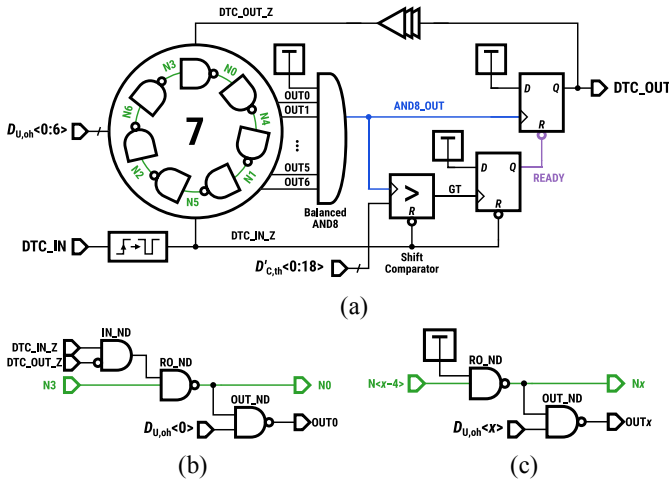 DTC_OUT_Z
N3
N0
N4
N1
N5
N2
N6
7
D_U,oh<0:6>
OUT0
OUT1
⋮
OUT5
OUT6
Balanced
AND8
AND8_OUT
D
Q
R
DTC_OUT
D
Q
R
READY
>
R
GT
Shift
Comparator
DTC_IN
DTC_IN_Z
D'_C,th<0:18>
(a)
IN_ND
DTC_IN_Z
DTC_OUT_Z
RO_ND
N3
N0
OUT_ND
D_U,oh<0>
OUT0
(b)
RO_ND
N<x-4>
Nx
OUT_ND
D_U,oh<x>
OUTx
(c)